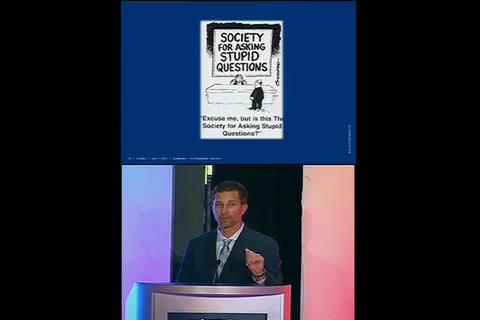 SOCIETY
FOR ASKING
STUPID
QUESTIONS
"Excuse me, but is this The
Society for Asking Stupid
Questions?"